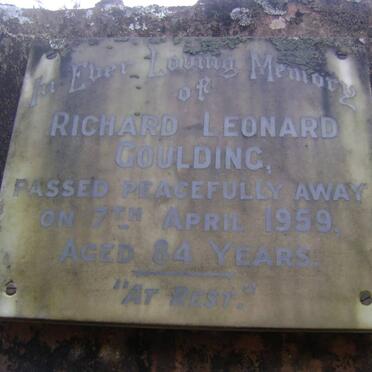 In Ever Loving Memory
of
Richard Leonard
Goulding,
Passed Peacefully Away
on 7th April 1959.
Aged 84 Years.
"At Rest."